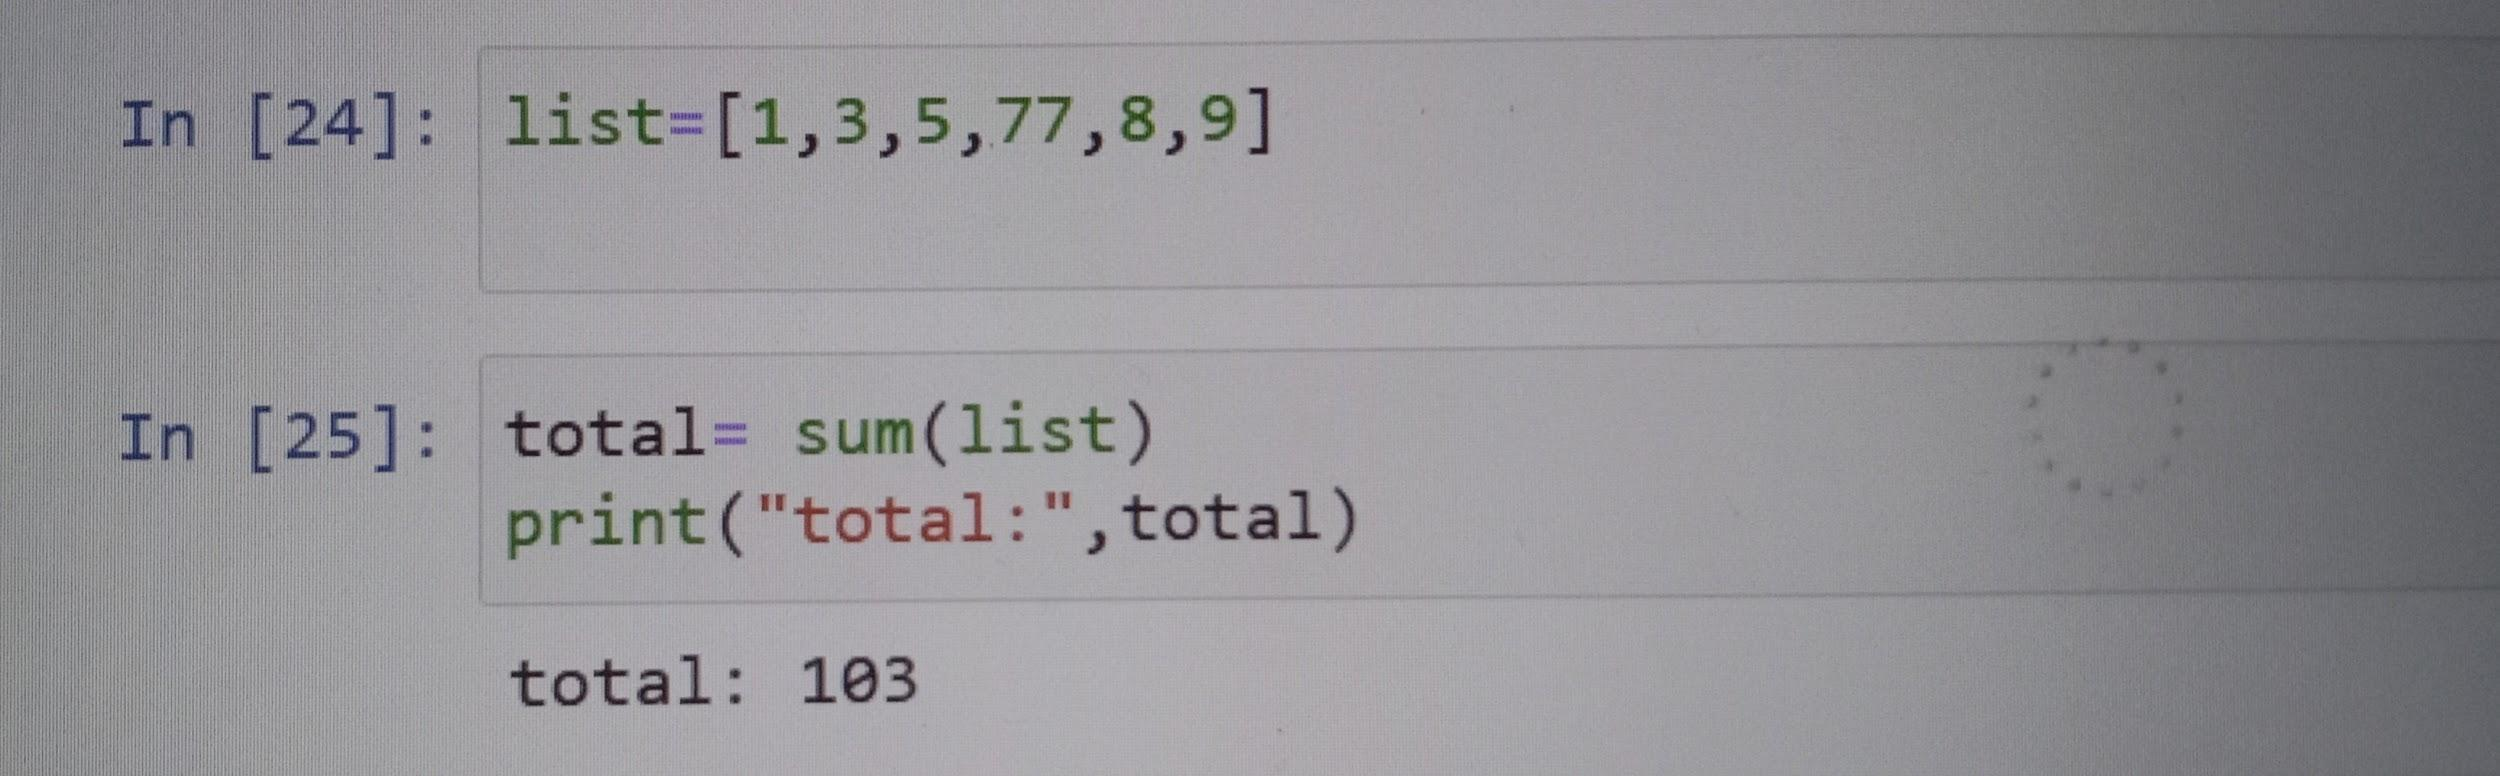 In [24]: list=[1,3,5,77,8,9]
In [25]: total= sum(list)
print("total:",total)
total: 103